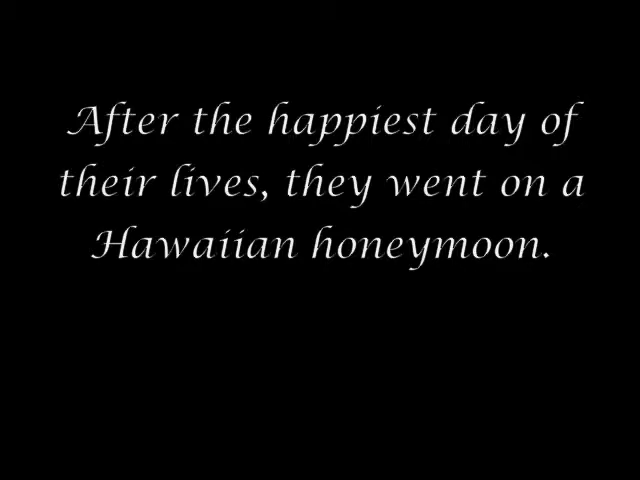 After the happiest day of
their lives, they went on a
Hawaiian honeymoon.